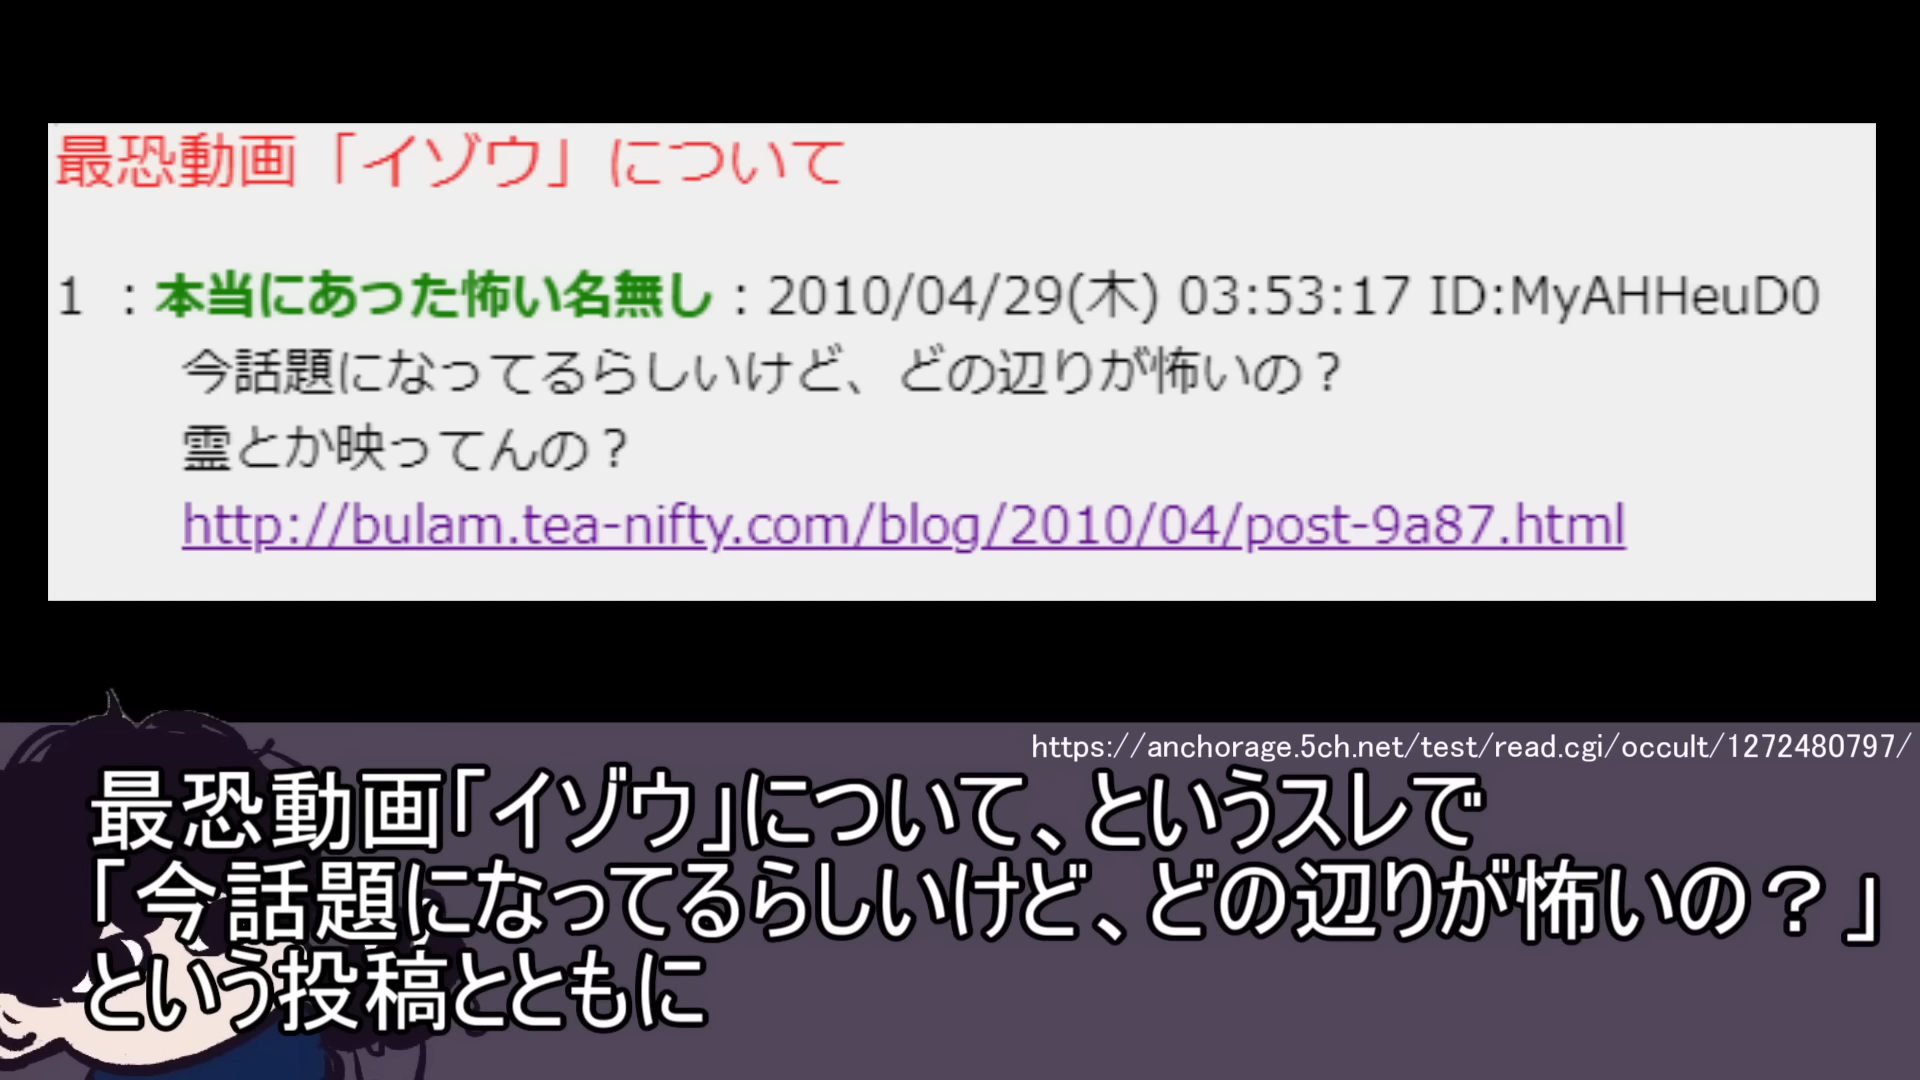 最恐動画「イゾウ」について
1 ：本当にあった怖い名無し：2010/04/29(木) 03:53:17 ID:MyAHHeuD0
今話題になってるらしいけど、どの辺りが怖いの？
霊とか映ってんの？
http://bulam.tea-nifty.com/blog/2010/04/post-9a87.html
https://anchorage.5ch.net/test/read.cgi/occult/1272480797/
最恐動画「イゾウ」について、というスレで
「今話題になってるらしいけど、どの辺りが怖いの？」
という投稿とともに